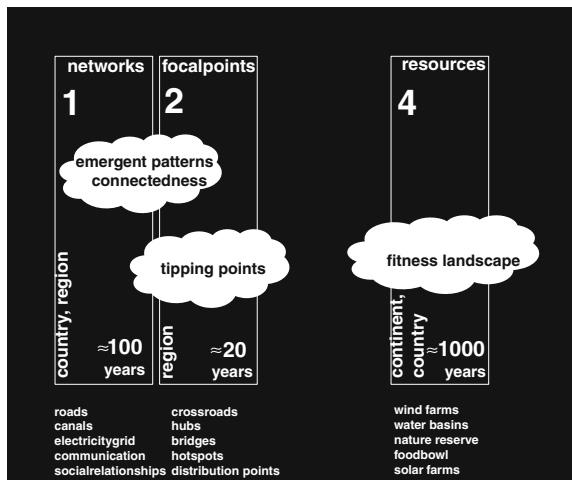 networks
1
focalpoints
2
resources
4
emergent patterns
connectedness
tipping points
fitness landscape
country, region
≈100
years
region
≈20
years
continent,
country
≈1000
years
roads
canals
electricitygrid
communication
socialrelationships
crossroads
hubs
bridges
hotspots
distribution points
wind farms
water basins
nature reserve
foodbowl
solar farms